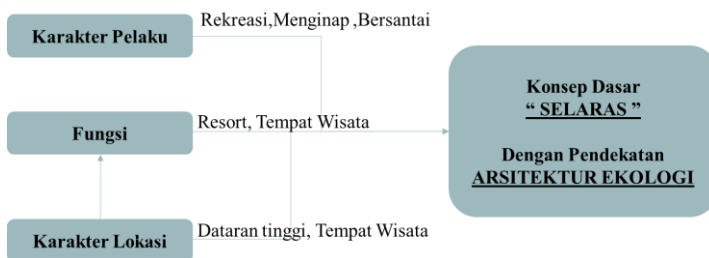 Karakter Pelaku
Rekreasi,Menginap ,Bersantai
Fungsi
Resort, Tempat Wisata
Karakter Lokasi
Dataran tinggi, Tempat Wisata
Konsep Dasar
“ SELARAS ”
Dengan Pendekatan
ARSITEKTUR EKOLOGI